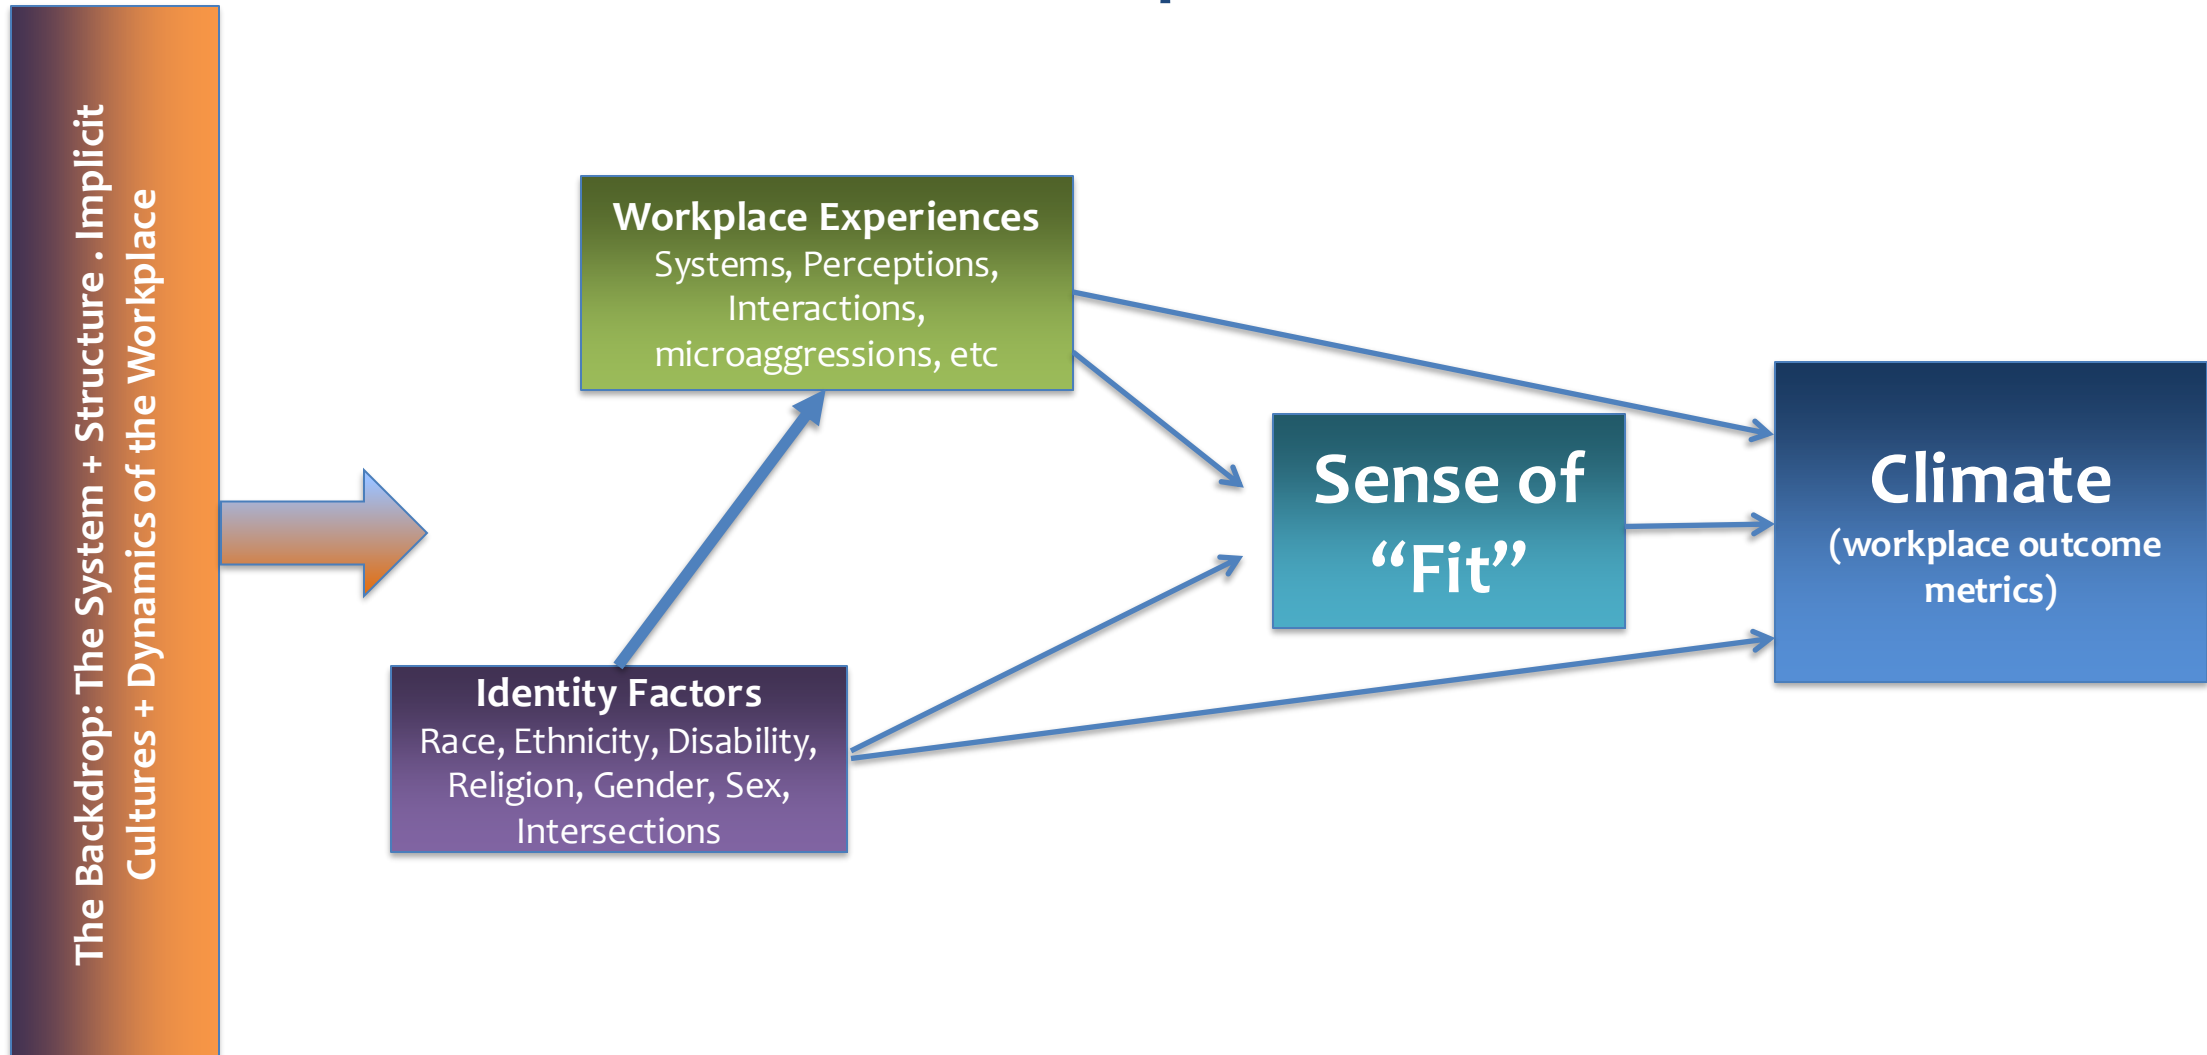 The Backdrop: The System + Structure . Implicit
Cultures + Dynamics of the Workplace
Workplace Experiences
Systems, Perceptions,
Interactions,
microaggressions, etc
Identity Factors
Race, Ethnicity, Disability,
Religion, Gender, Sex,
Intersections
Sense of
“Fit”
Climate
(workplace outcome
metrics)